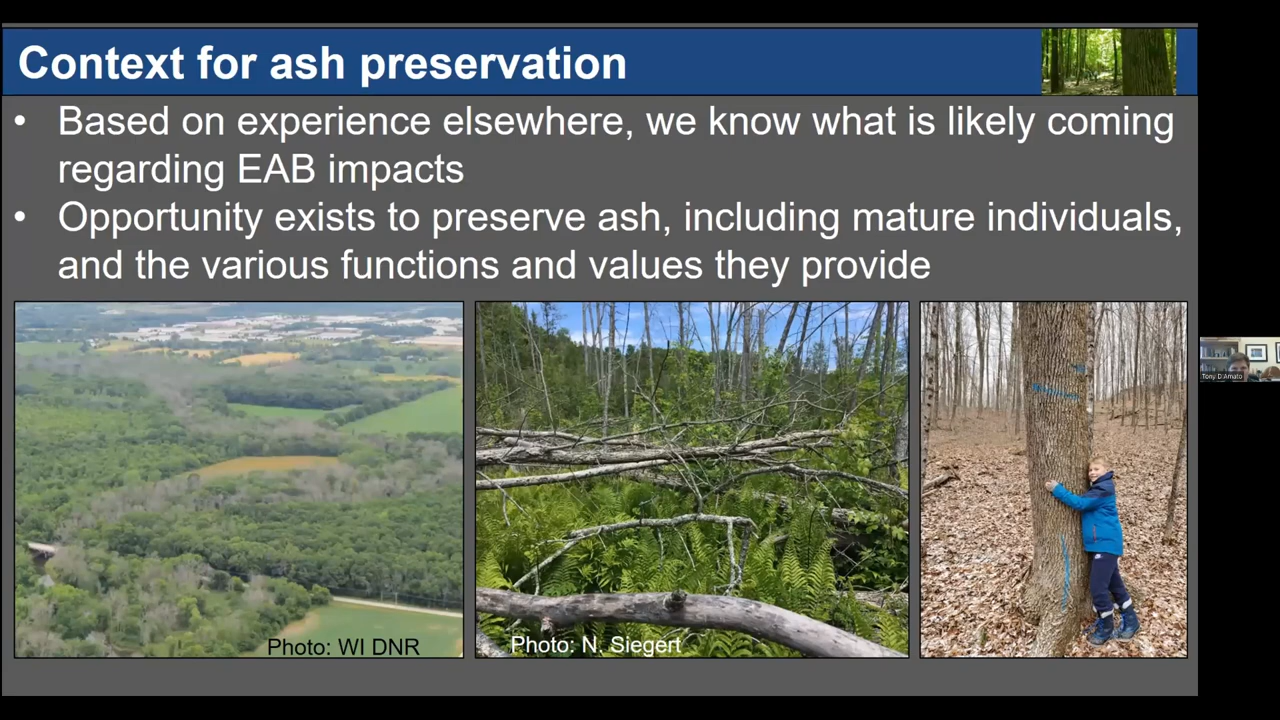 Context for ash preservation
• Based on experience elsewhere, we know what is likely coming
regarding EAB impacts
• Opportunity exists to preserve ash, including mature individuals,
and the various functions and values they provide
Photo: WI DNR
Photo: N. Siegert
Tony D'Amato